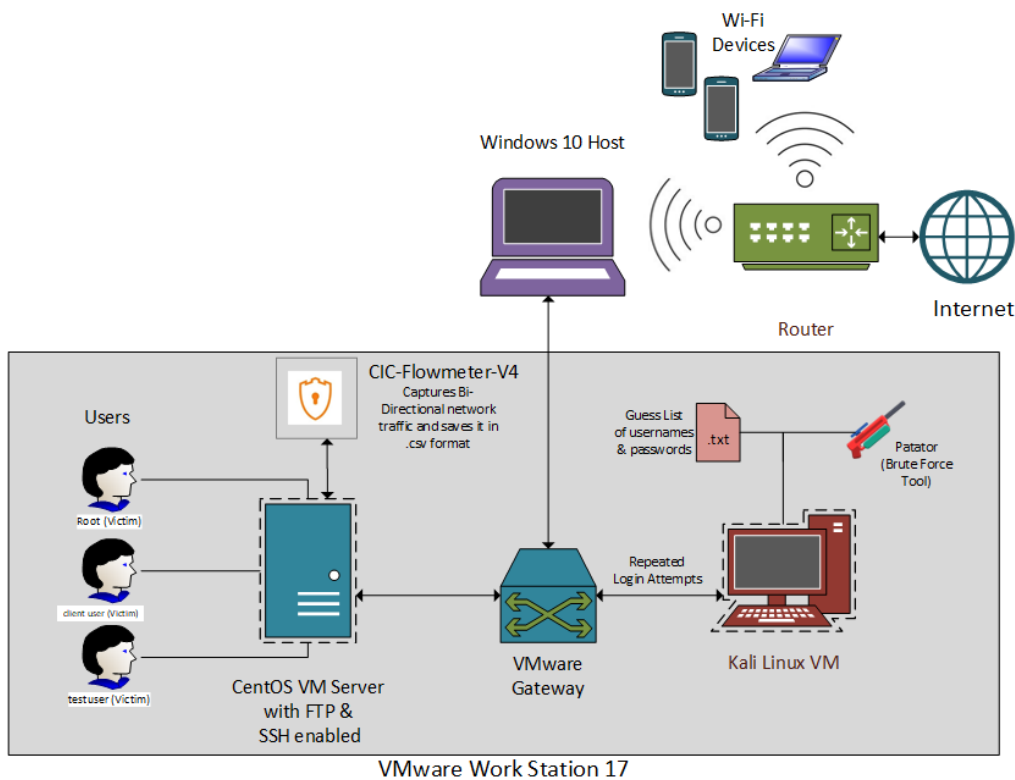 Wi-Fi
Devices
Windows 10 Host
Internet
Router
CIC-Flowmeter-V4
Captures Bi-
Directional network
traffic and saves it in
.csv format
Users
Guess List
of usernames
& passwords
.txt
Patator
(Brute Force
Tool)
Root (Victim)
Repeated
Login Attempts
client user (Victim)
VMware
Gateway
Kali Linux VM
testuser (Victim)
CentOS VM Server
with FTP &
SSH enabled
VMware Work Station 17